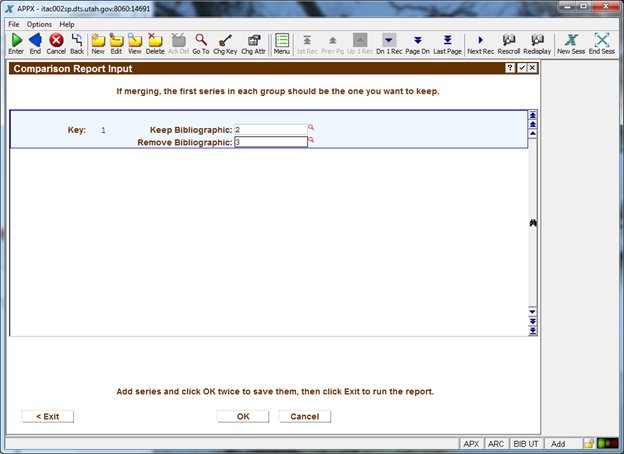 APPX - itac002sp.dts.utah.gov:8060:14691
File Options
Enter End Cancel Back New Edit View Delete Ack Del Go To Chg Key Chg Attr Menu 1st Rec Prev Pg Up 1 Rec Dn 1 Rec Page Dn Last Page Next Rec Rescroll Redisplay New Sess End Sess
Comparison Report Input
If merging, the first series in each group should be the one you want to keep.
Key: 1 Keep Bibliographic: 2
Remove Bibliographic: 3
Add series and click OK twice to save them, then click Exit to run the report.
< Exit OK Cancel
APX ARC BIB UT Add